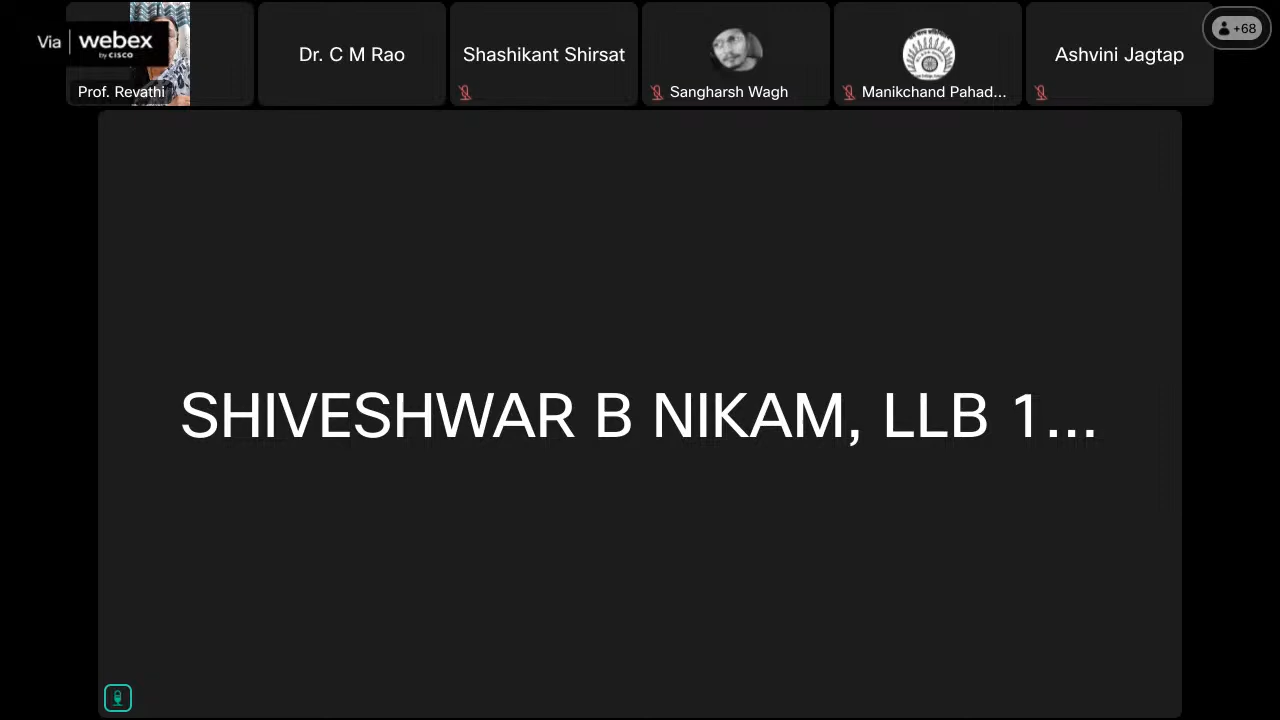 Via webex
by CISCO
Prof. Revathi
Dr. C M Rao
Shashikant Shirsat
Sangharsh Wagh
Manikchand Pahad...
Ashvini Jagtap
+68
SHIVESHWAR B NIKAM, LLB 1...